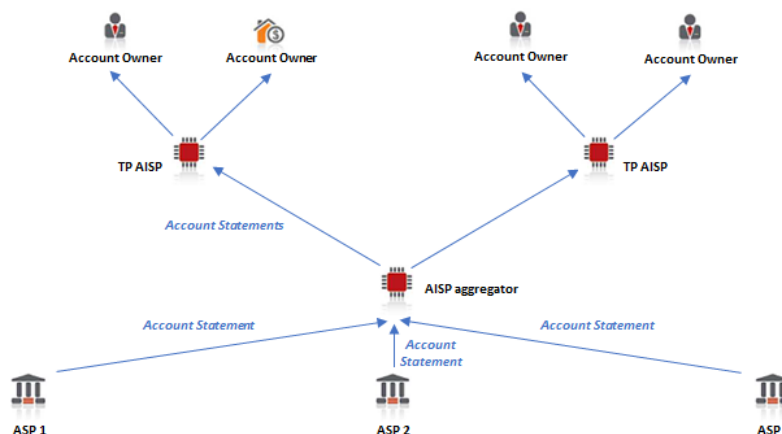 Account Owner
Account Owner
Account Owner
Account Owner
TP AISP
TP AISP
Account Statements
AISP aggregator
Account Statement
Account
Statement
Account Statement
ASP 1
ASP 2
ASP